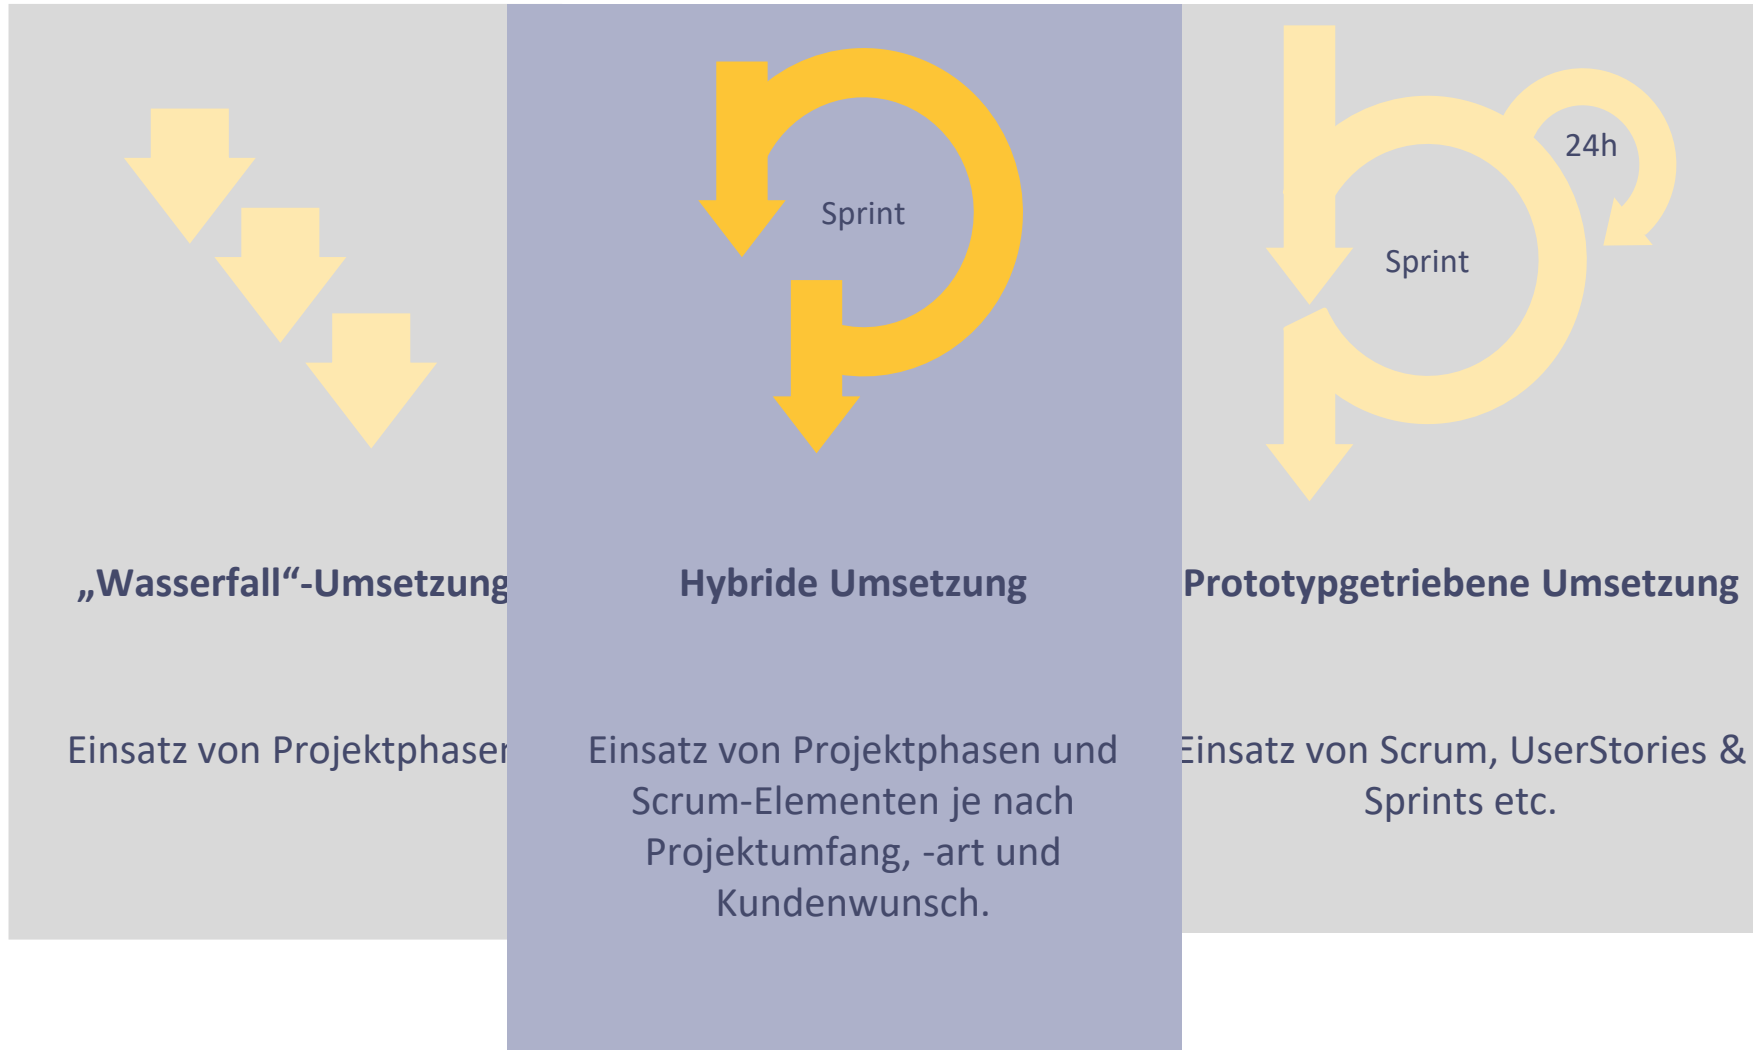 Sprint
24h
Sprint
„Wasserfall“-Umsetzung
Einsatz von Projektphasen
Hybride Umsetzung
Einsatz von Projektphasen und
Scrum-Elementen je nach
Projektumfang, -art und
Kundenwunsch.
Prototypgetriebene Umsetzung
Einsatz von Scrum, UserStories &
Sprints etc.